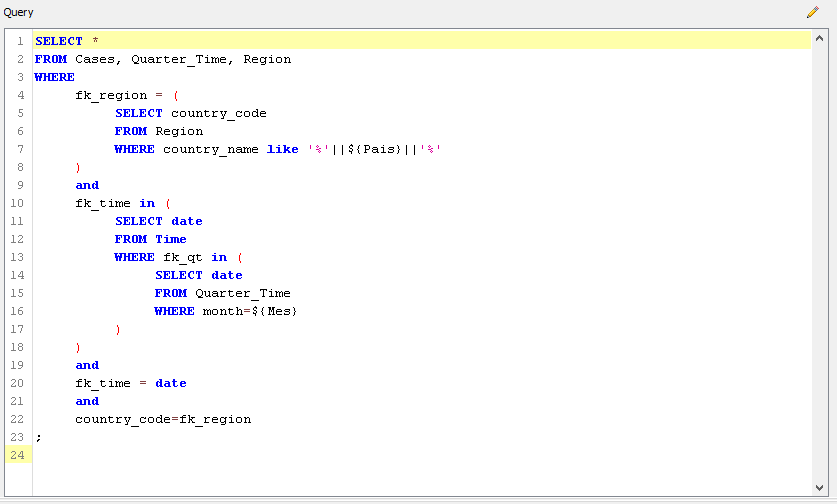 Query
1 SELECT *
2 FROM Cases, Quarter_Time, Region
3 WHERE
4 fk_region = (
5 SELECT country_code
6 FROM Region
7 WHERE country_name like '%'||${Pais}||'%'
8 )
9 and
10 fk_time in (
11 SELECT date
12 FROM Time
13 WHERE fk_qt in (
14 SELECT date
15 FROM Quarter_Time
16 WHERE month=${Mes}
17 )
18 )
19 and
20 fk_time = date
21 and
22 country_code=fk_region
23 ;
24